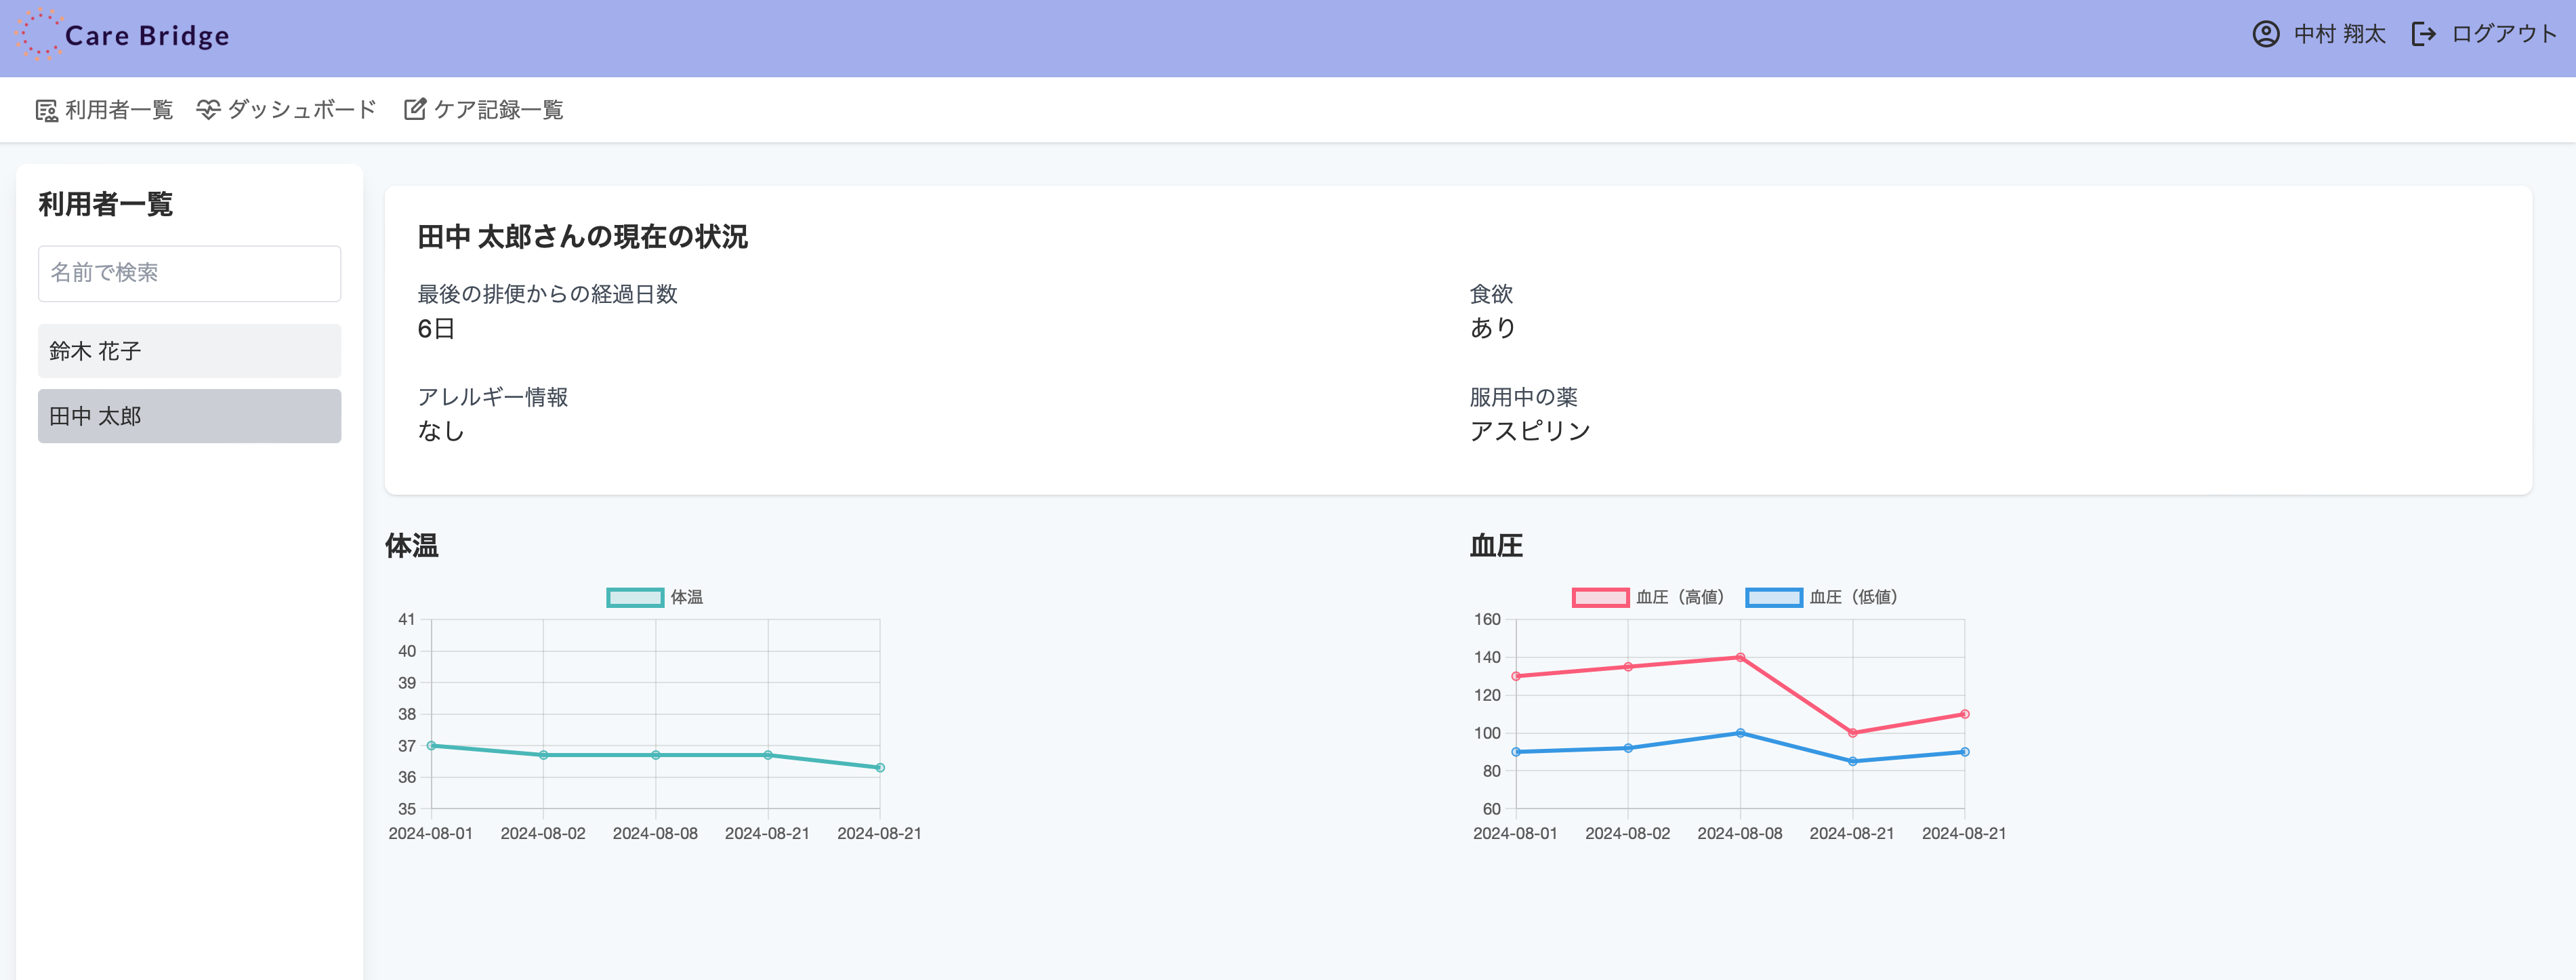 Care Bridge
中村 翔太
ログアウト
利用者一覧
ダッシュボード
ケア記録一覧
利用者一覧
名前で検索
鈴木 花子
田中 太郎
田中 太郎さんの現在の状況
最後の排便からの経過日数
6日
食欲
あり
アレルギー情報
なし
服用中の薬
アスピリン
体温
体温
41
40
39
38
37
36
35
2024-08-01
2024-08-02
2024-08-08
2024-08-21
2024-08-21
血圧
血圧（高値）
血圧（低値）
160
140
120
100
80
60
2024-08-01
2024-08-02
2024-08-08
2024-08-21
2024-08-21